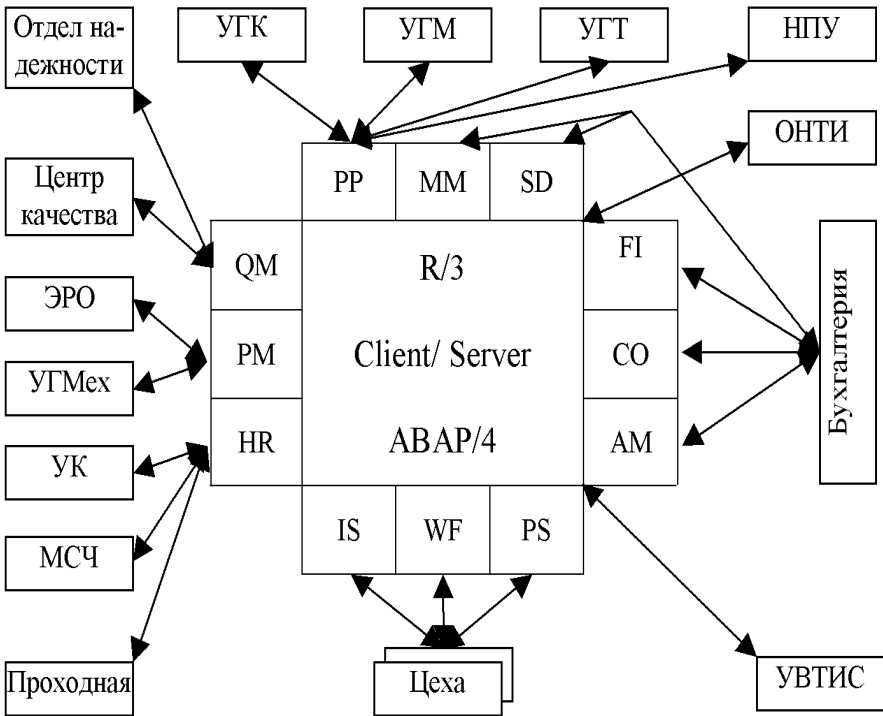 Отдел на-
дежности
УГК
УГМ
УГТ
НПУ
ОНТИ
Центр
качества
PP
MM
SD
QM
R/3
FI
ЭРО
PM
Client/ Server
CO
УГМех
Бухгалтерия
HR
ABAP/4
AM
УК
МСЧ
IS
WF
PS
Проходная
Цеха
УВТИС